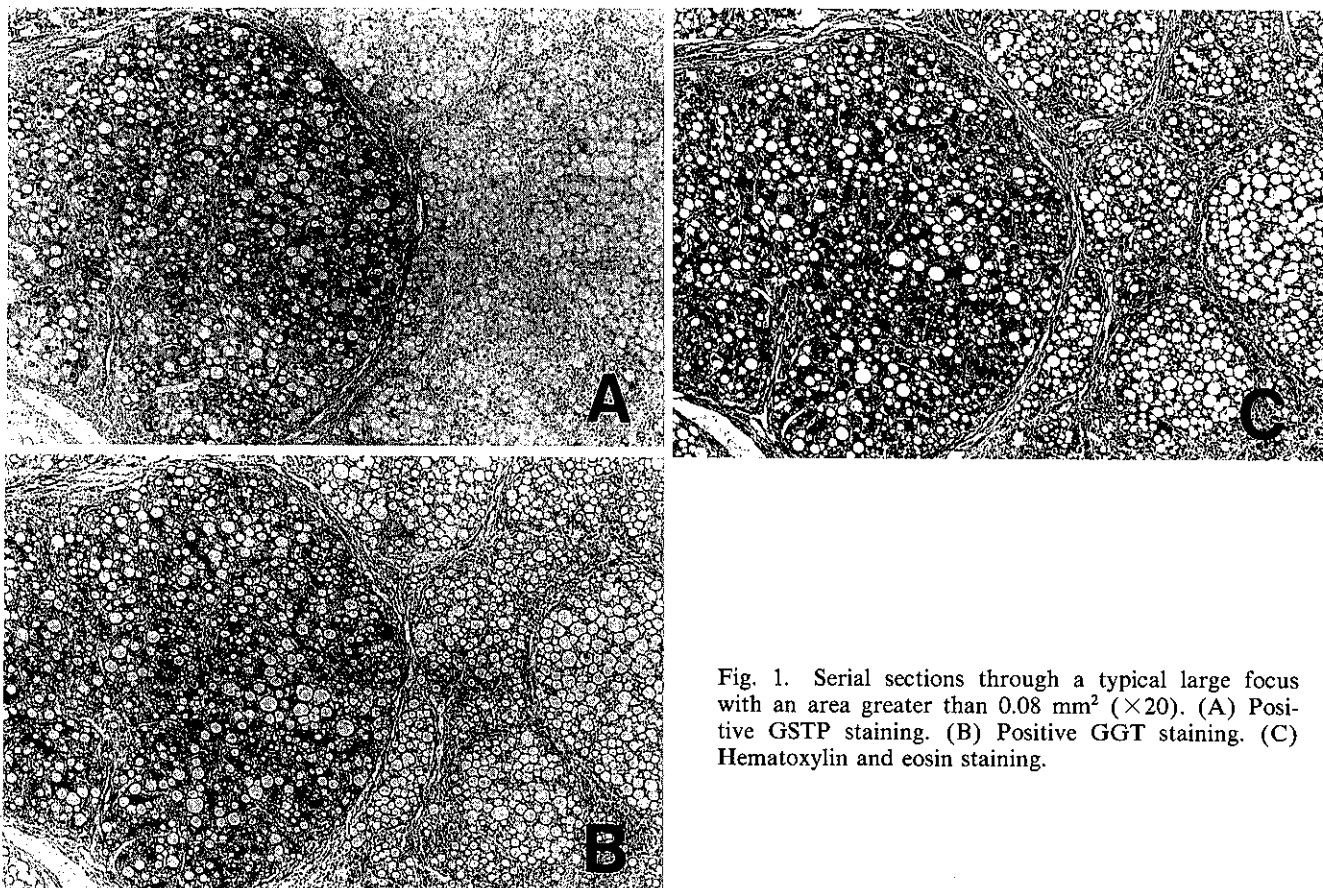 A
C
B
Fig. 1. Serial sections through a typical large focus
with an area greater than 0.08 mm² (×20). (A) Posi-
tive GSTP staining. (B) Positive GGT staining. (C)
Hematoxylin and eosin staining.